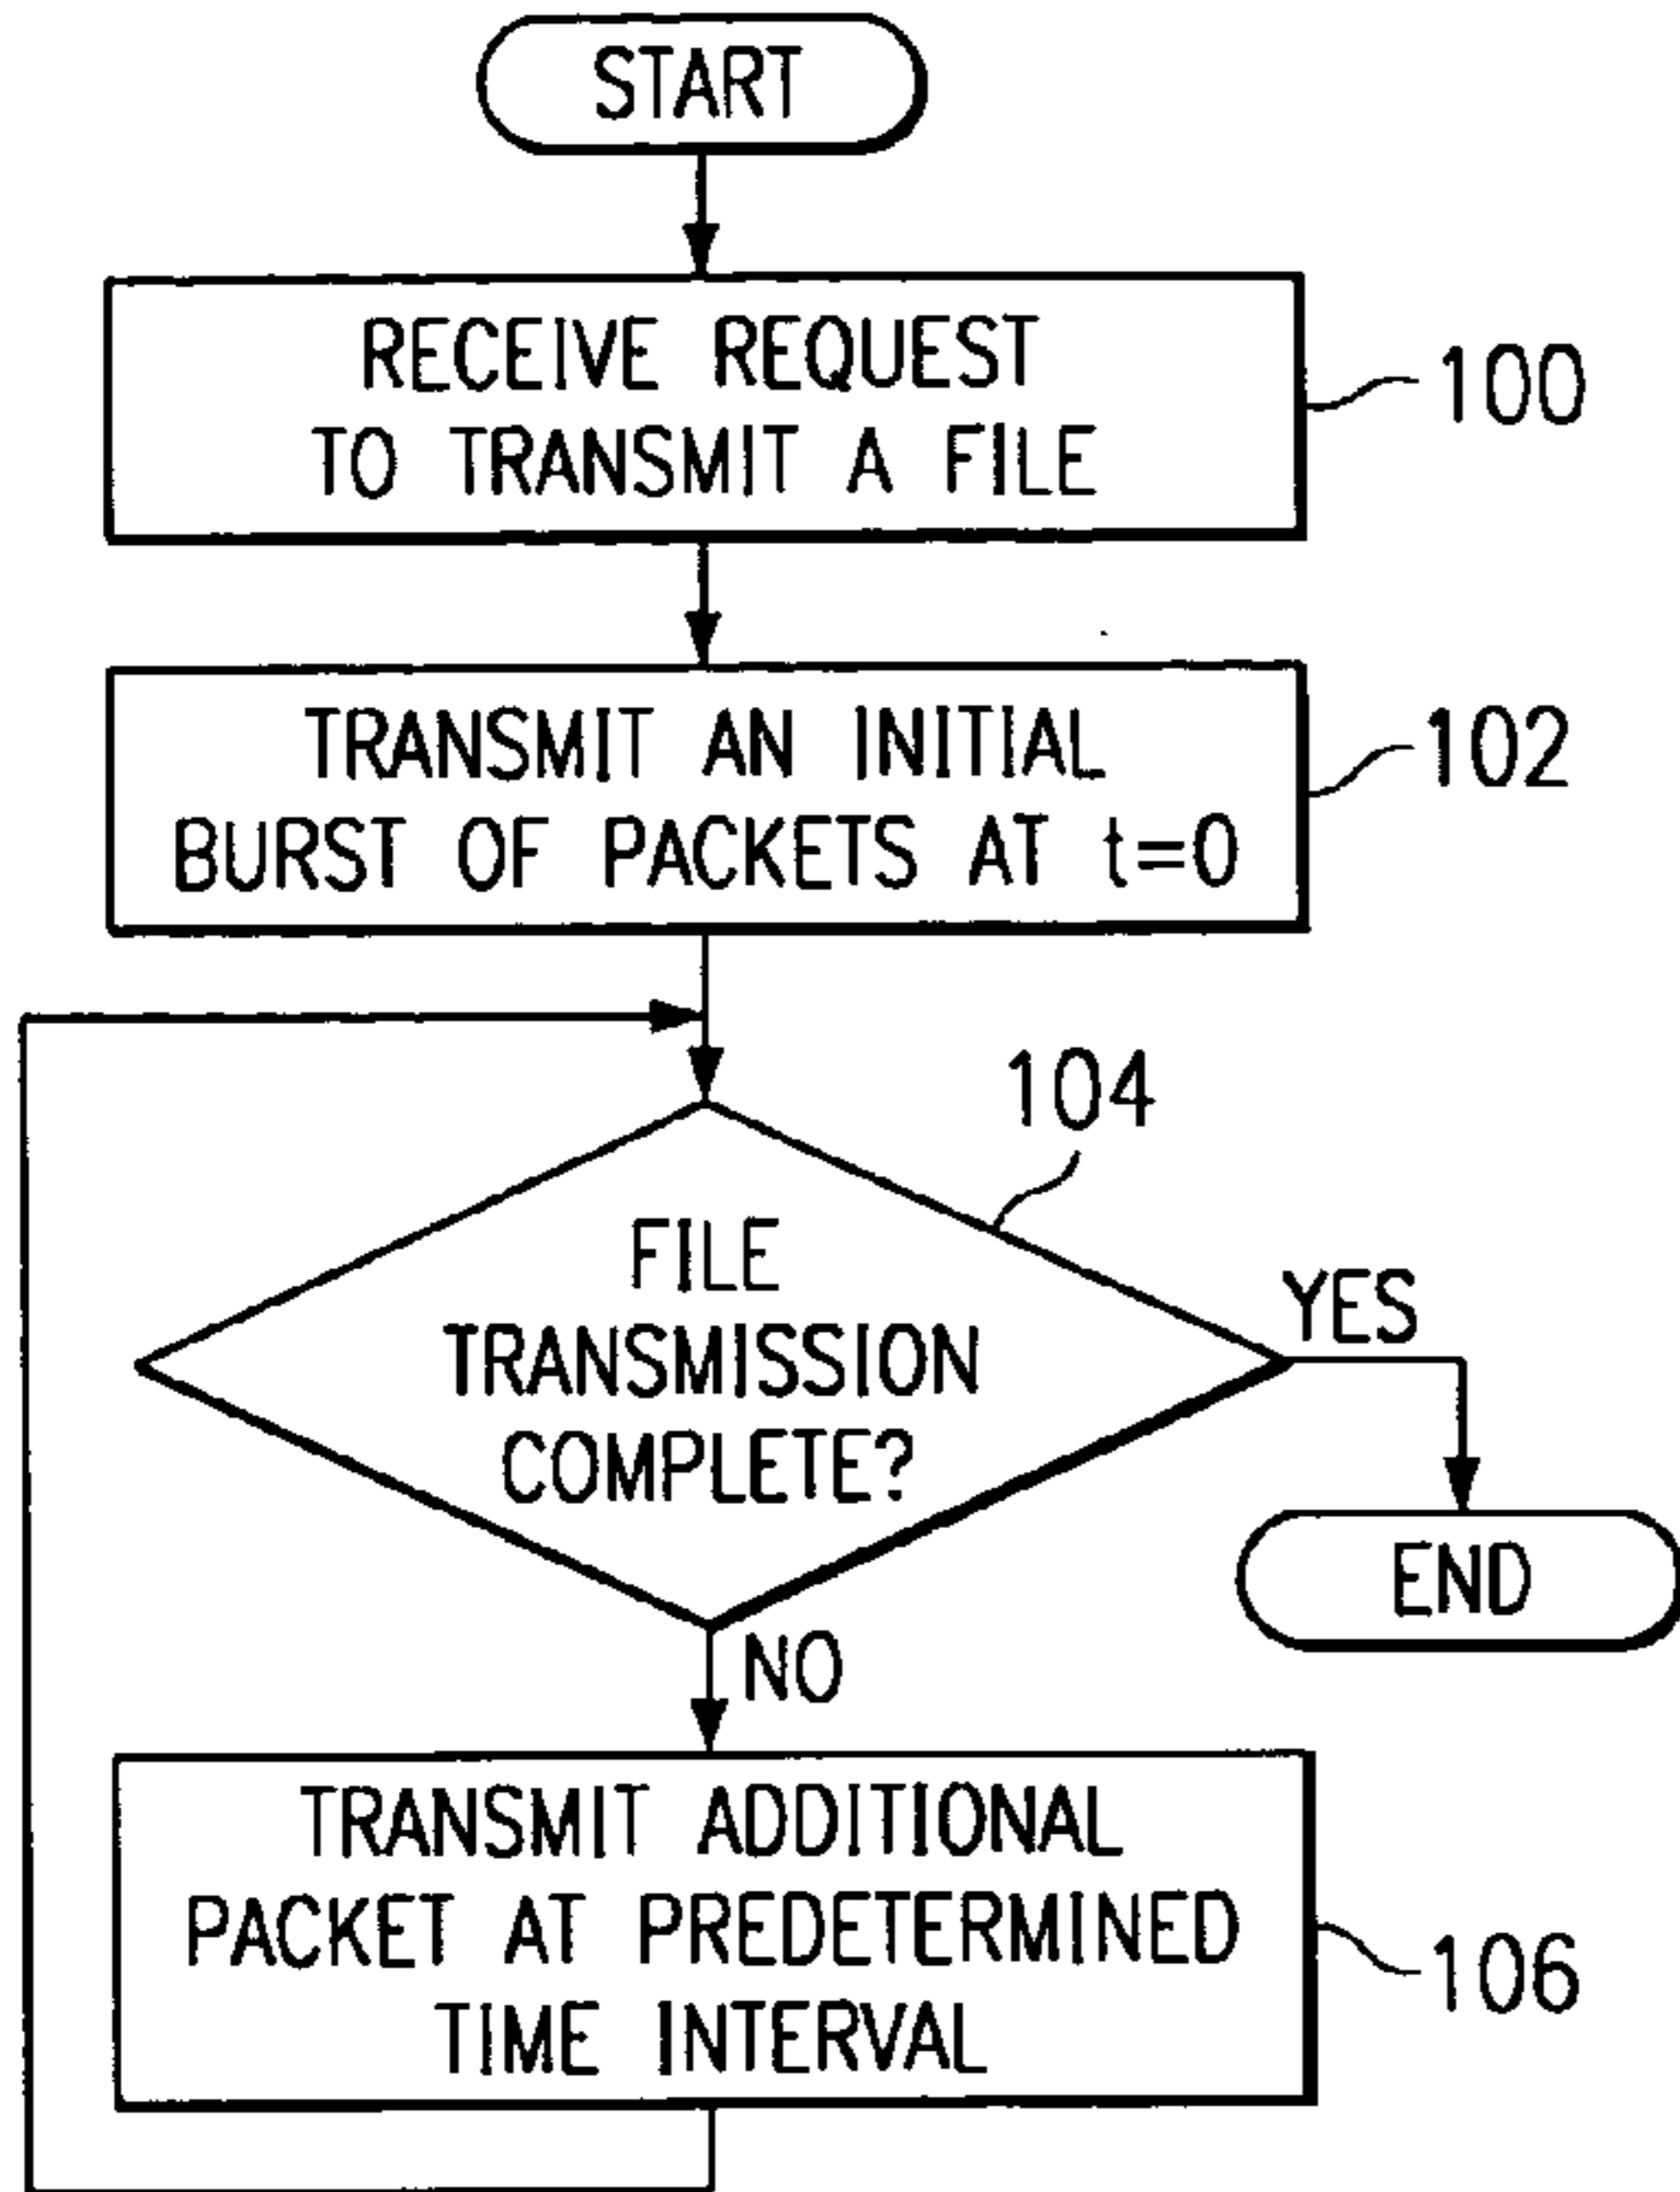 START
RECEIVE REQUEST
TO TRANSMIT A FILE
100
TRANSMIT AN INITIAL
BURST OF PACKETS AT t=0
102
104
FILE
TRANSMISSION
COMPLETE?
YES
END
NO
TRANSMIT ADDITIONAL
PACKET AT PREDETERMINED
TIME INTERVAL
106